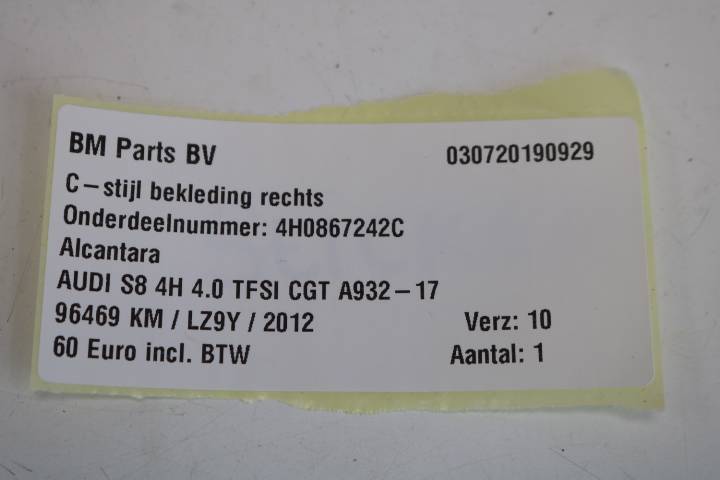 BM Parts BV 030720190929
C-stijl bekleding rechts
Onderdeelnummer: 4H0867242C
Alcantara
AUDI S8 4H 4.0 TFSI CGT A932-17
96469 KM / LZ9Y / 2012 Verz: 10
60 Euro incl. BTW Aantal: 1